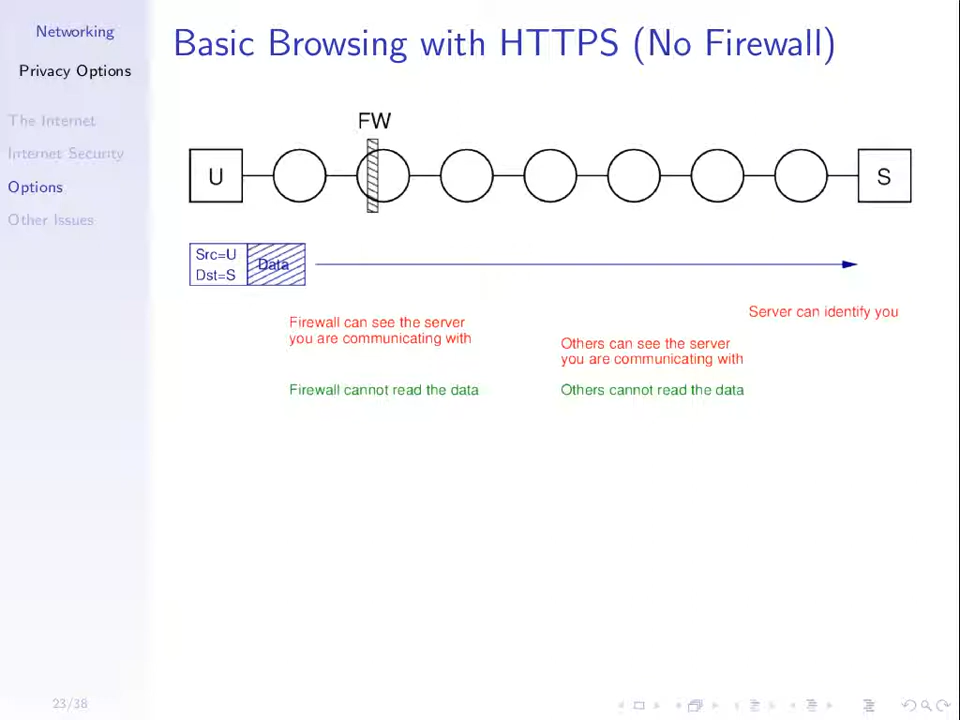 Networking
Privacy Options
The Internet
Internet Security
Options
Other Issues
Basic Browsing with HTTPS (No Firewall)
FW
U
S
Src=U
Dst=S
Data
Server can identify you
Firewall can see the server
you are communicating with
Others can see the server
you are communicating with
Firewall cannot read the data
Others cannot read the data
23/38